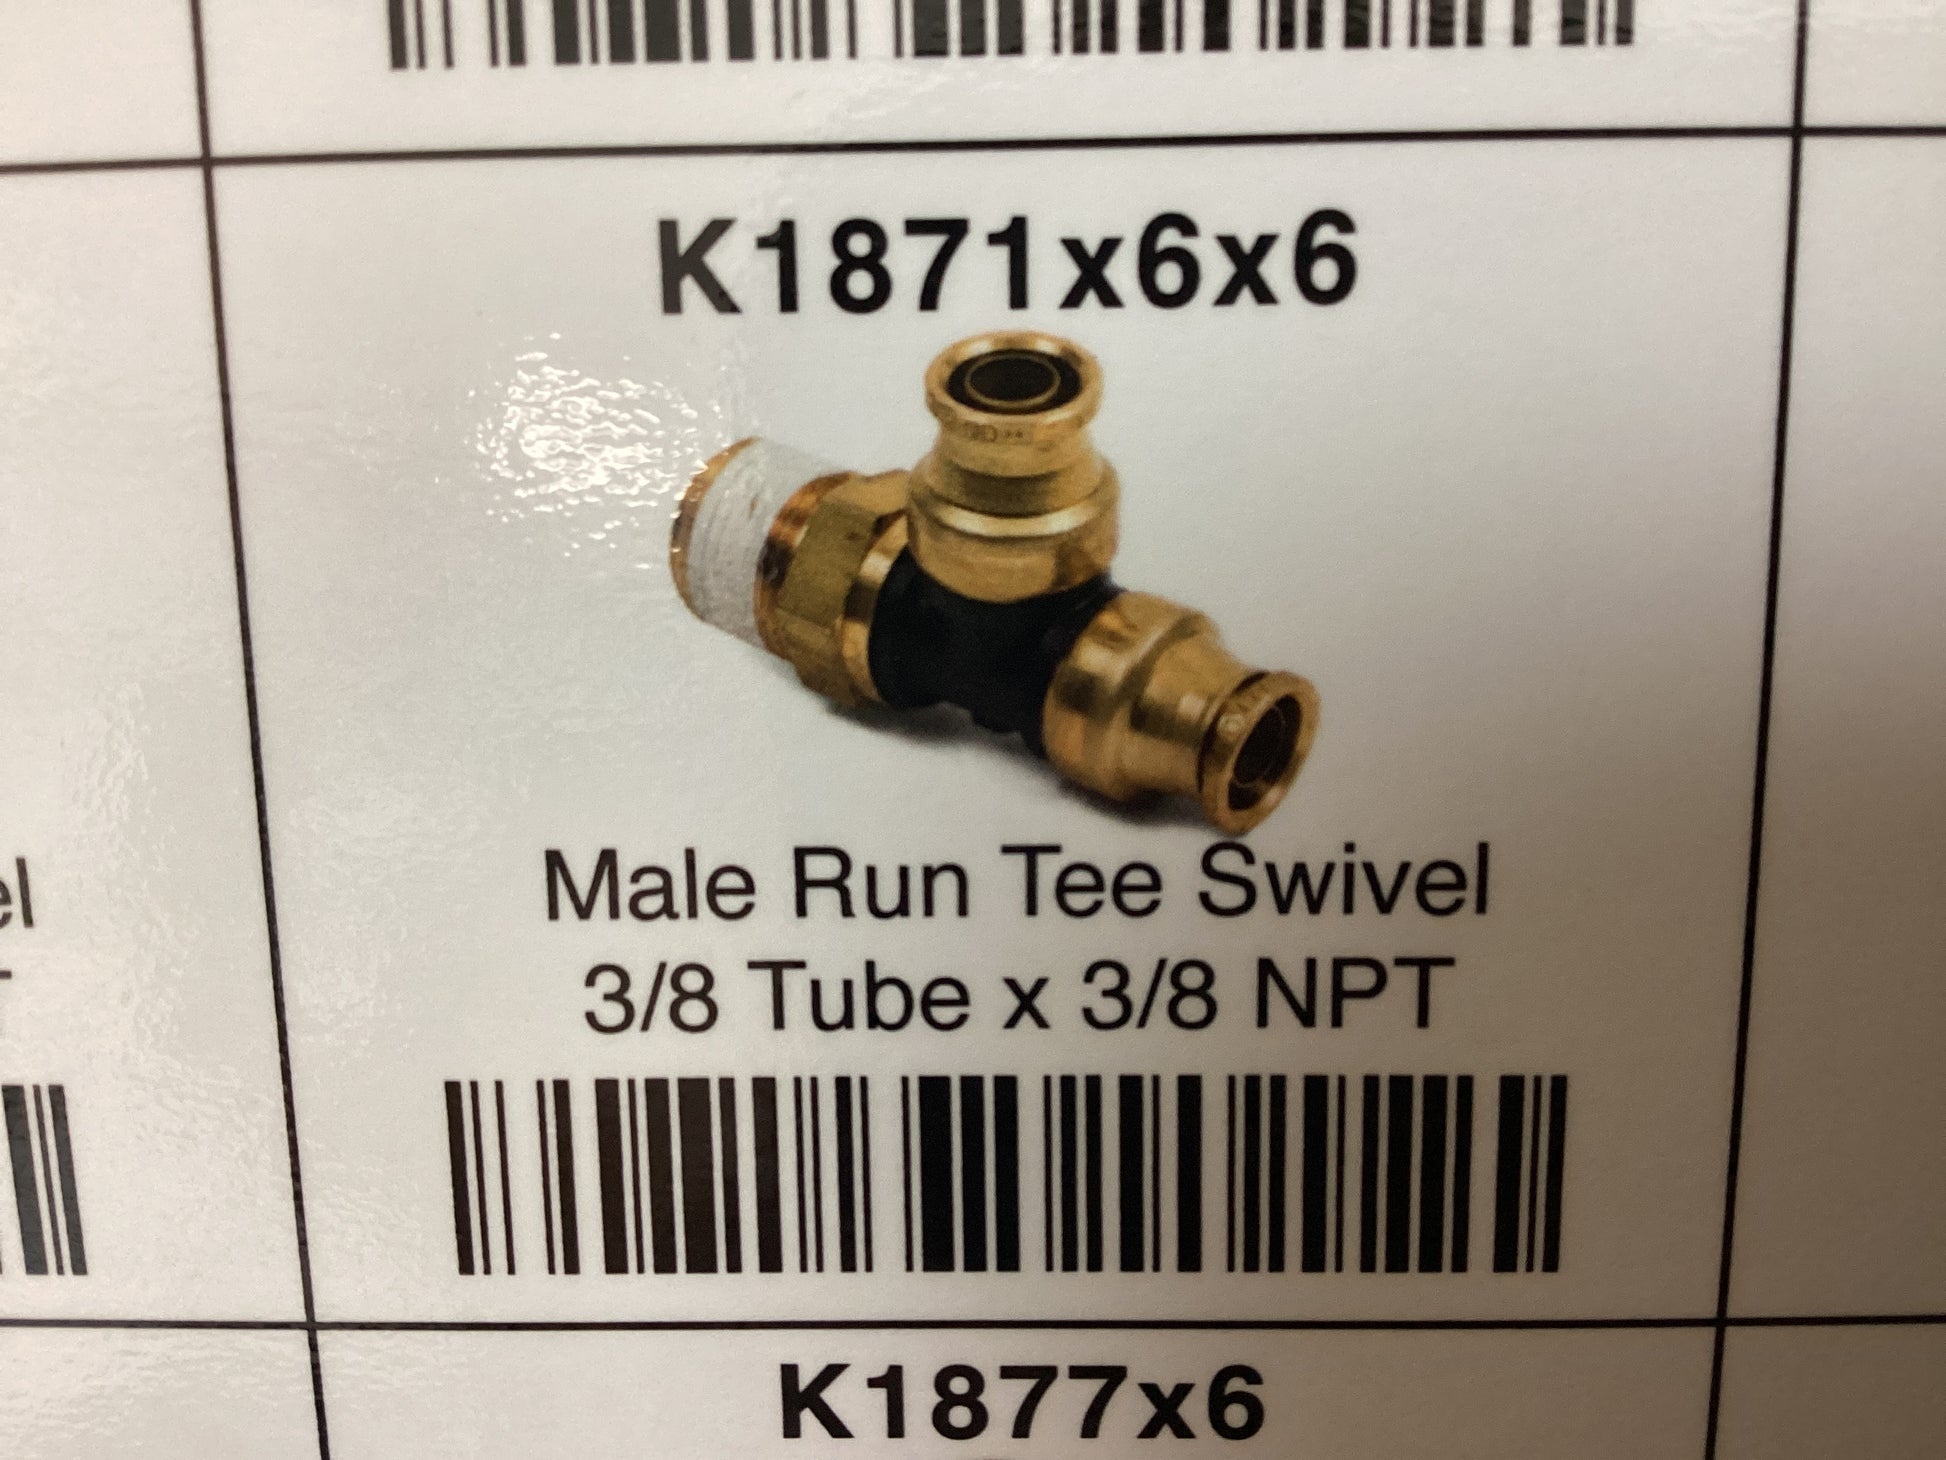 K1871x6x6
Male Run Tee Swivel
3/8 Tube x 3/8 NPT
K1877x6